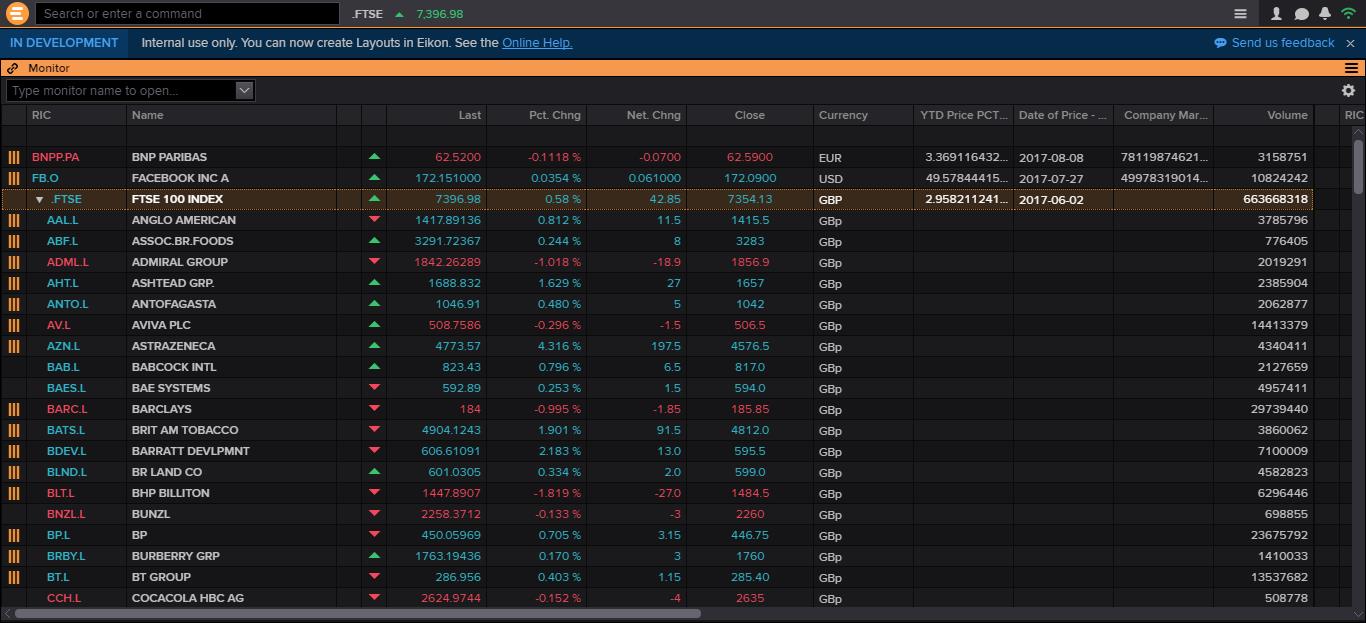 Search or enter a command .FTSE 7,396.98
IN DEVELOPMENT Internal use only. You can now create Layouts in Eikon. See the Online Help. Send us feedback
Monitor
Type monitor name to open...
RIC Name Last Pct. Chng Net. Chng Close Currency YTD Price PCT... Date of Price - ... Company Mar... Volume RIC
BNPP.PA BNP PARIBAS 62.5200 -0.1118 % -0.0700 62.5900 EUR 3.369116432... 2017-08-08 78119874621... 3158751
FB.O FACEBOOK INC A 172.151000 0.0354 % 0.061000 172.0900 USD 49.57844415... 2017-07-27 49978319014... 10824242
.FTSE FTSE 100 INDEX 7396.98 0.58 % 42.85 7354.13 GBP 2.958211241... 2017-06-02 663668318
AAL.L ANGLO AMERICAN 1417.89136 0.812 % 11.5 1415.5 GBp 3785796
ABF.L ASSOC.BR.FOODS 3291.72367 0.244 % 8 3283 GBp 776405
ADML.L ADMIRAL GROUP 1842.26289 -1.018 % -18.9 1856.9 GBp 2019291
AHT.L ASHTEAD GRP. 1688.832 1.629 % 27 1657 GBp 2385904
ANTO.L ANTOFAGASTA 1046.91 0.480 % 5 1042 GBp 2062877
AV.L AVIVA PLC 508.7586 -0.296 % -1.5 506.5 GBp 14413379
AZN.L ASTRAZENECA 4773.57 4.316 % 197.5 4576.5 GBp 4340411
BAB.L BABCOCK INTL 823.43 0.796 % 6.5 817.0 GBp 2127659
BAES.L BAE SYSTEMS 592.89 0.253 % 1.5 594.0 GBp 4957411
BARC.L BARCLAYS 184 -0.995 % -1.85 185.85 GBp 29739440
BATS.L BRIT AM TOBACCO 4904.1243 1.901 % 91.5 4812.0 GBp 3860062
BDEV.L BARRATT DEVLPMNT 606.61091 2.183 % 13.0 595.5 GBp 7100009
BLND.L BR LAND CO 601.0305 0.334 % 2.0 599.0 GBp 4582823
BLT.L BHP BILLITON 1447.8907 -1.819 % -27.0 1484.5 GBp 6296446
BNZL.L BUNZL 2258.3712 -0.133 % -3 2260 GBp 698855
BP.L BP 450.05969 0.705 % 3.15 446.75 GBp 23675792
BRBY.L BURBERRY GRP 1763.19436 0.170 % 3 1760 GBp 1410033
BT.L BT GROUP 286.956 0.403 % 1.15 285.40 GBp 13537682
CCH.L COCACOLA HBC AG 2624.9744 -0.152 % -4 2635 GBp 508778